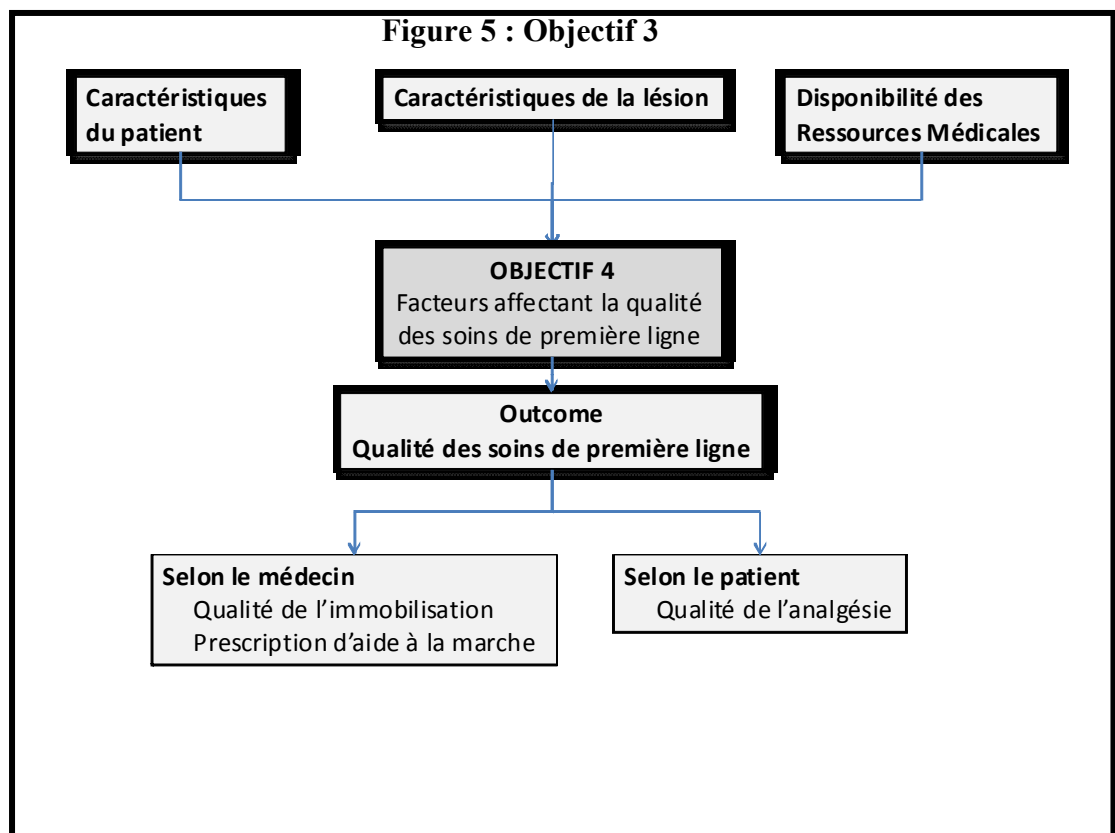 Figure 5 : Objectif 3
Caractéristiques
du patient
Caractéristiques de la lésion
Disponibilité des
Ressources Médicales
OBJECTIF 4
Facteurs affectant la qualité
des soins de première ligne
Outcome
Qualité des soins de première ligne
Selon le médecin
Qualité de l’immobilisation
Prescription d’aide à la marche
Selon le patient
Qualité de l’analgésie